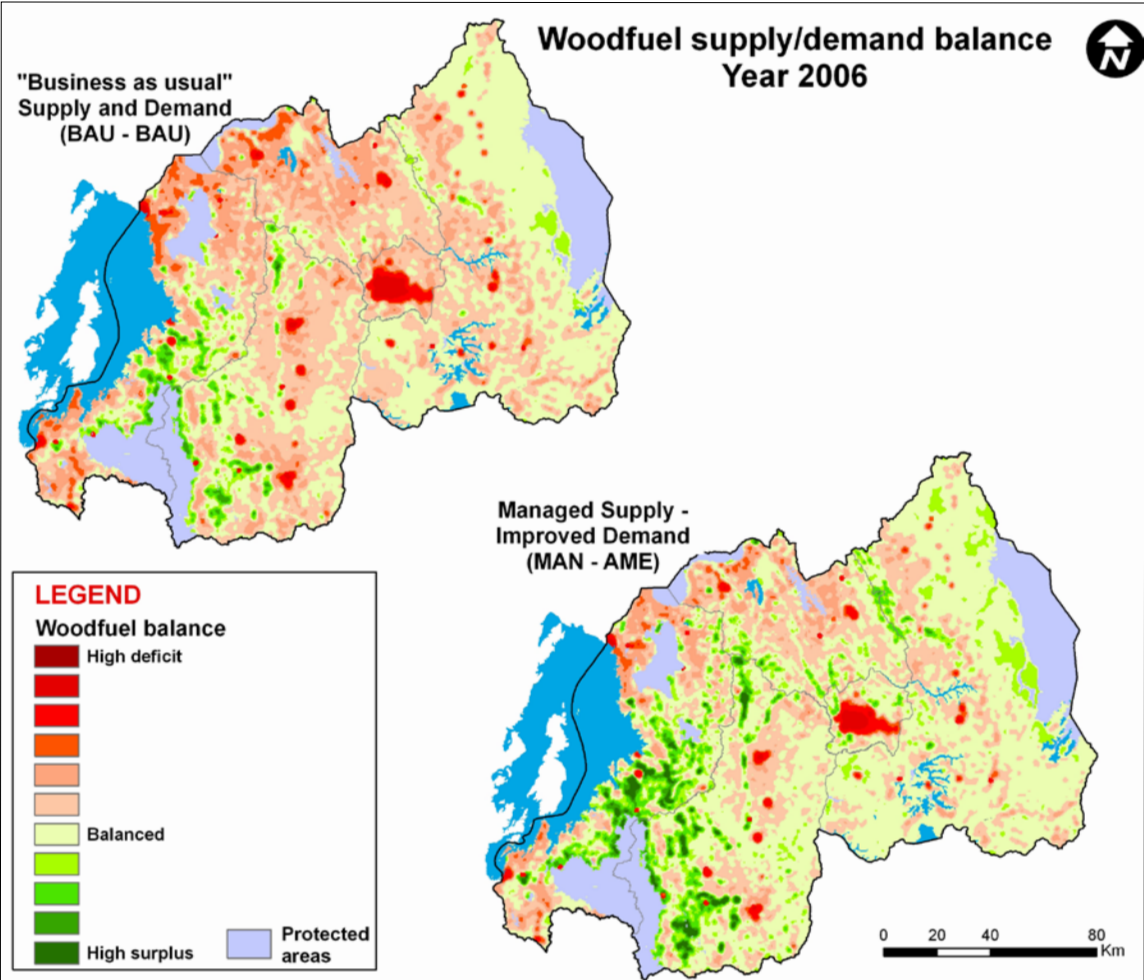 Woodfuel supply/demand balance
Year 2006
N
"Business as usual"
Supply and Demand
(BAU - BAU)
Managed Supply -
Improved Demand
(MAN - AME)
LEGEND
Woodfuel balance
High deficit
Balanced
High surplus
Protected
areas
0 20 40 80
Km